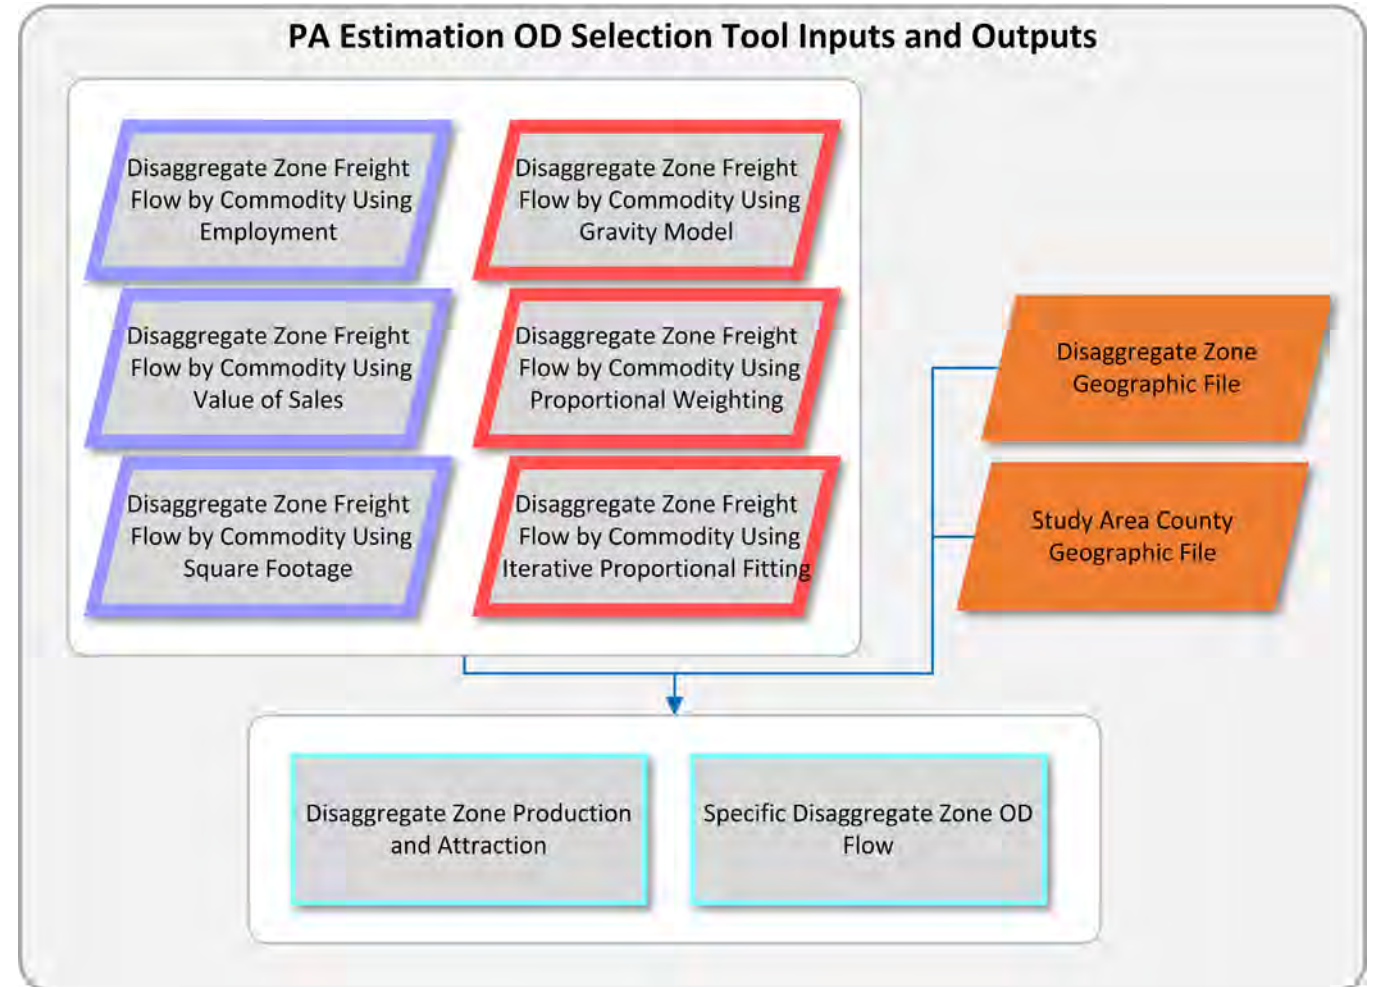 PA Estimation OD Selection Tool Inputs and Outputs
Disaggregate Zone Freight
Flow by Commodity Using
Employment
Disaggregate Zone Freight
Flow by Commodity Using
Gravity Model
Disaggregate Zone Freight
Flow by Commodity Using
Value of Sales
Disaggregate Zone Freight
Flow by Commodity Using
Proportional Weighting
Disaggregate Zone Freight
Flow by Commodity Using
Square Footage
Disaggregate Zone Freight
Flow by Commodity Using
Iterative Proportional Fitting
Disaggregate Zone
Geographic File
Study Area County
Geographic File
Disaggregate Zone Production
and Attraction
Specific Disaggregate Zone OD
Flow